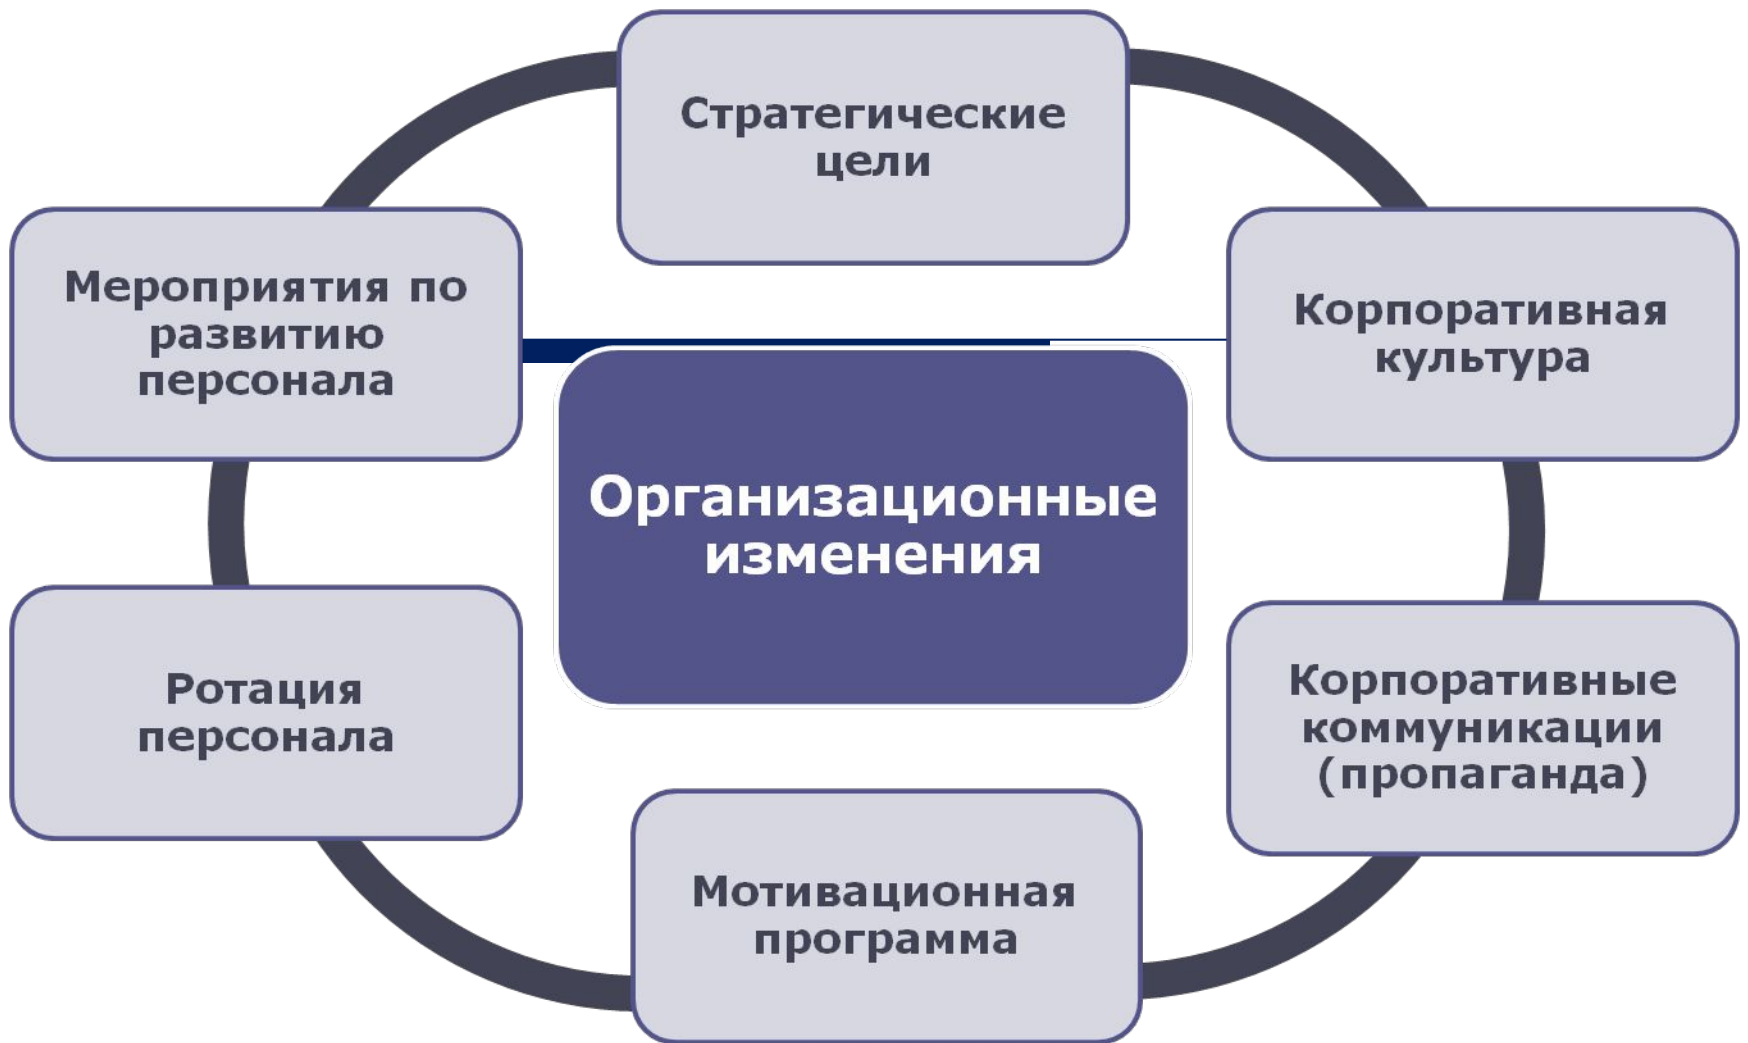 Стратегические
цели
Корпоративная
культура
Корпоративные
коммуникации
(пропаганда)
Мотивационная
программа
Ротация
персонала
Мероприятия по
развитию
персонала
Организационные
изменения